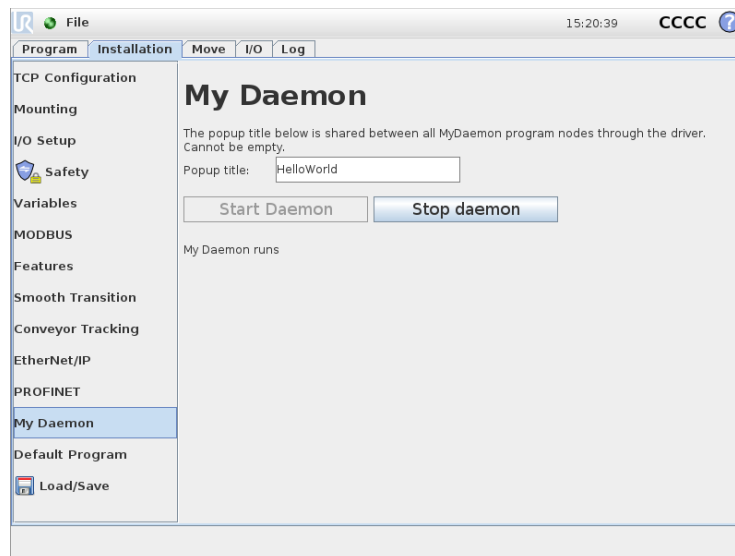 UR File 15:20:39 CCCC ?
Program Installation Move I/O Log
TCP Configuration
Mounting
I/O Setup
Safety
Variables
MODBUS
Features
Smooth Transition
Conveyor Tracking
EtherNet/IP
PROFINET
My Daemon
Default Program
Load/Save
My Daemon
The popup title below is shared between all MyDaemon program nodes through the driver.
Cannot be empty.
Popup title: HelloWorld
Start Daemon Stop daemon
My Daemon runs